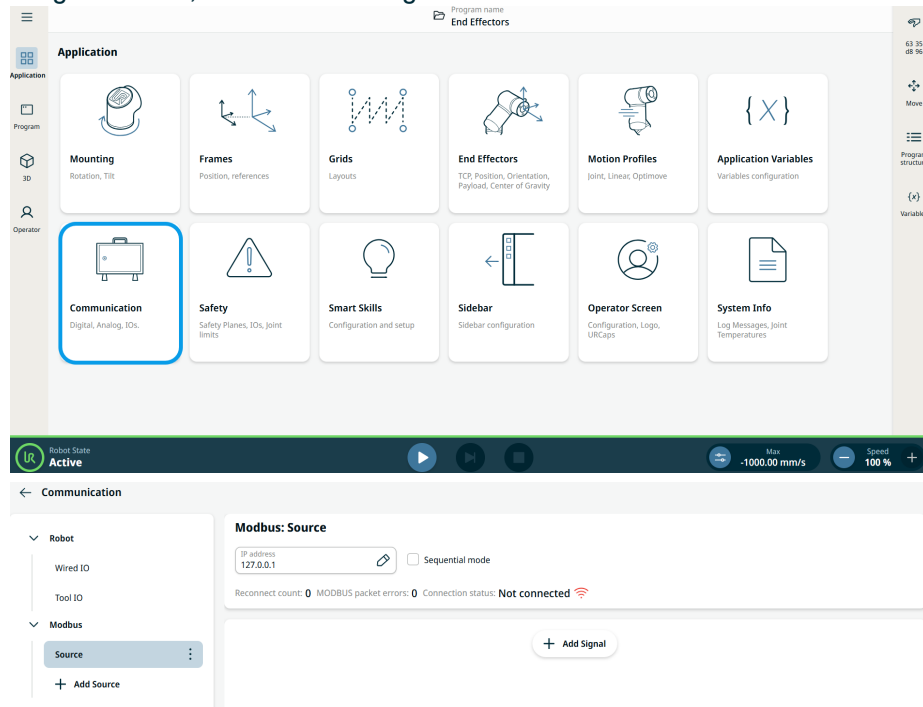 Program name
End Effectors
Application
Application
Program
3D
Operator
Mounting
Rotation, Tilt
Frames
Position, references
Grids
Layouts
End Effectors
TCP, Position, Orientation,
Payload, Center of Gravity
Motion Profiles
Joint, Linear, Optimove
Application Variables
Variables configuration
Communication
Digital, Analog, IOs.
Safety
Safety Planes, IOs, Joint
limits
Smart Skills
Configuration and setup
Sidebar
Sidebar configuration
Operator Screen
Configuration, Logo,
URCaps
System Info
Log Messages, Joint
Temperatures
63 35
d8 96
Move
{x}
Robot State
Active
Max
-1000.00 mm/s
Speed
100 %
Communication
Robot
Wired IO
Tool IO
Modbus
Source
Add Source
Modbus: Source
IP address
127.0.0.1
Sequential mode
Reconnect count: 0 MODBUS packet errors: 0 Connection status: Not connected
Add Signal